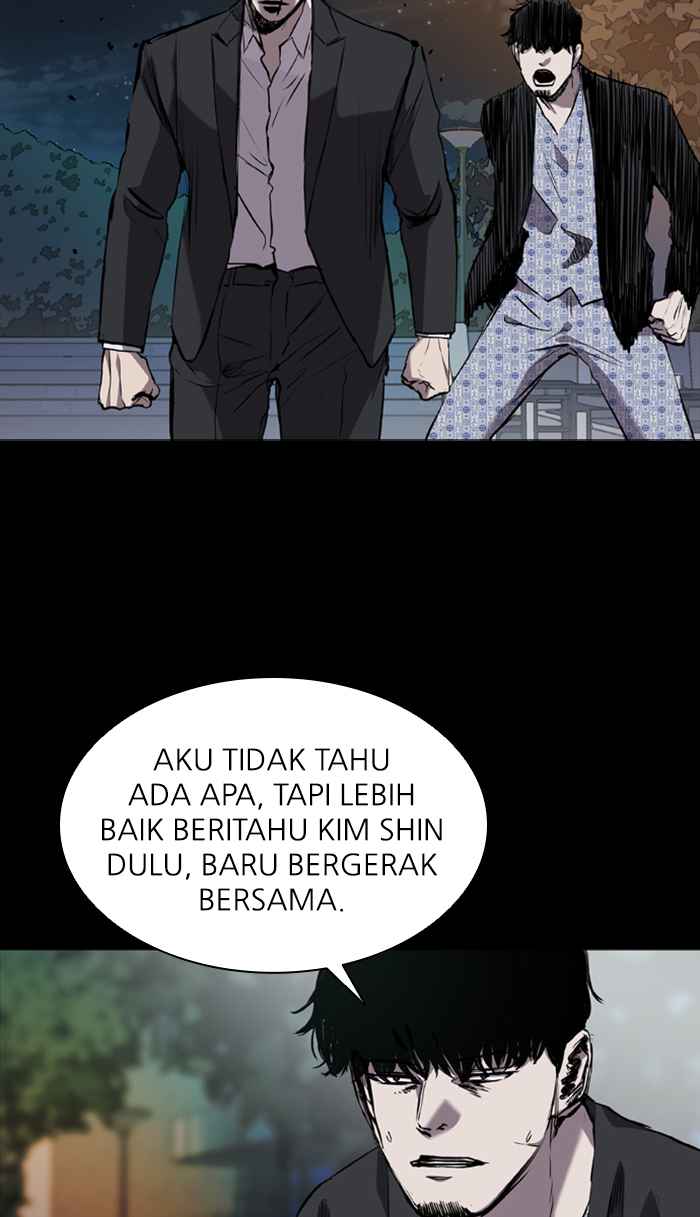 AKU TIDAK TAHU
ADA APA, TAPI LEBIH
BAIK BERITAHU KIM SHIN
DULU, BARU BERGERAK
BERSAMA.